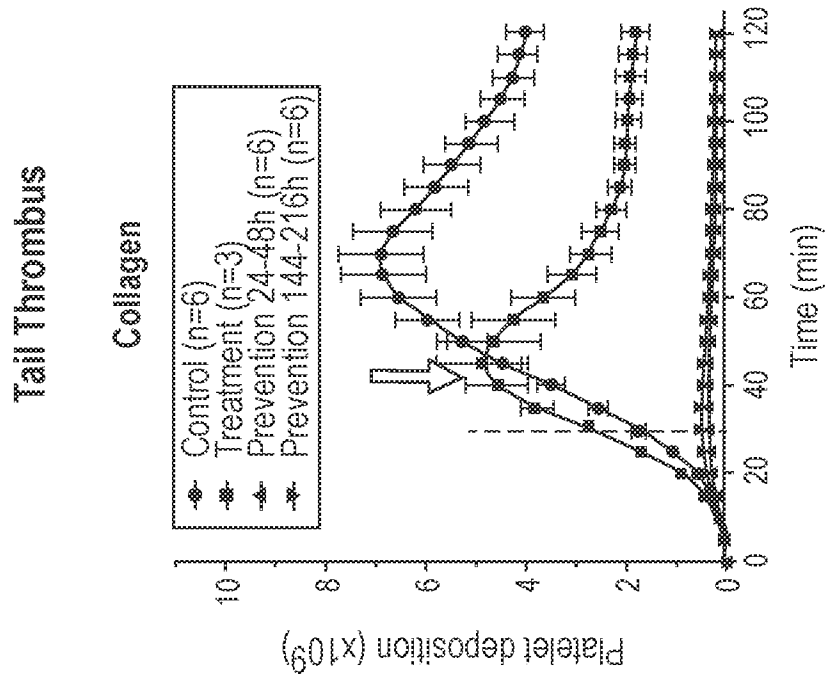 Tail Thrombus
Collagen
Control (n=6)
Treatment (n=3)
Prevention 24-48h (n=6)
Prevention 144-216h (n=6)
Platelet deposition (x10⁹)
10
8
6
4
2
0
0
20
40
60
80
100
120
Time (min)